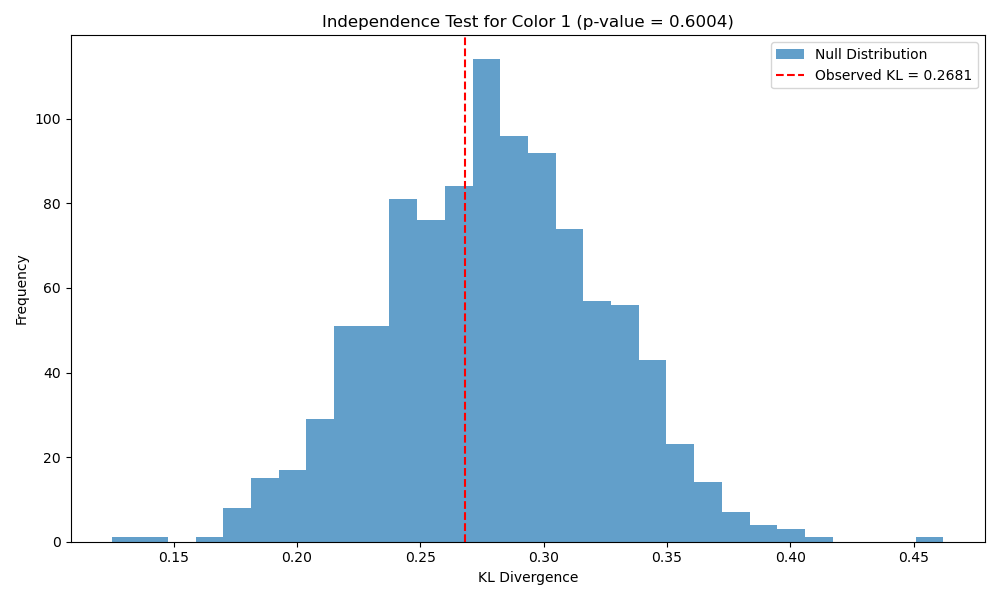 Independence Test for Color 1 (p-value = 0.6004)
Null Distribution
Observed KL = 0.2681
Frequency
100
80
60
40
20
0
0.15 0.20 0.25 0.30 0.35 0.40 0.45
KL Divergence